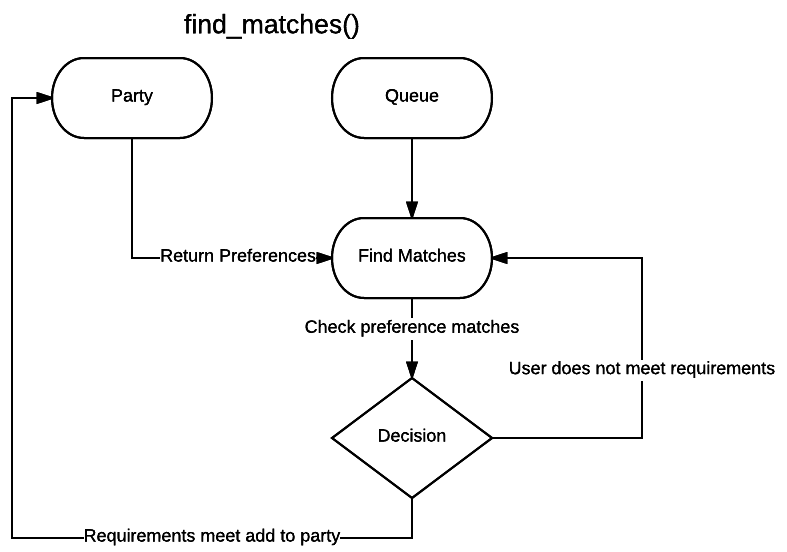 find_matches()
Party
Queue
Return Preferences
Find Matches
Check preference matches
User does not meet requirements
Decision
Requirements meet add to party